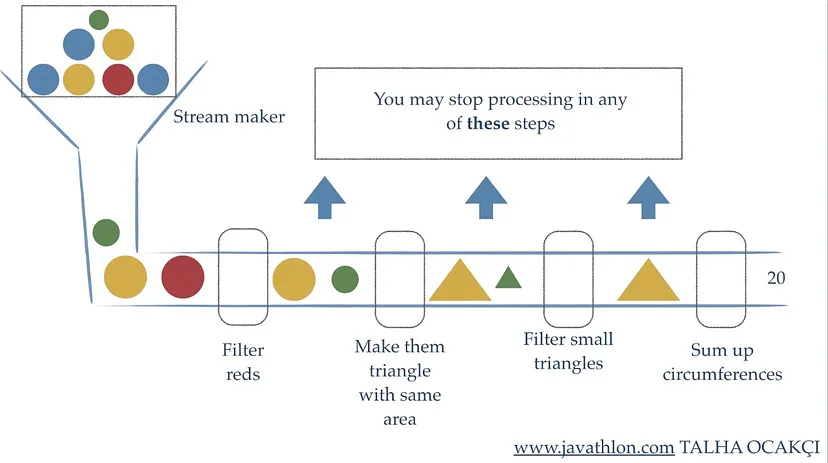 Stream maker
You may stop processing in any
of these steps
20
Filter
reds
Make them
triangle
with same
area
Filter small
triangles
Sum up
circumferences
www.javathlon.com TALHA OCAKÇI